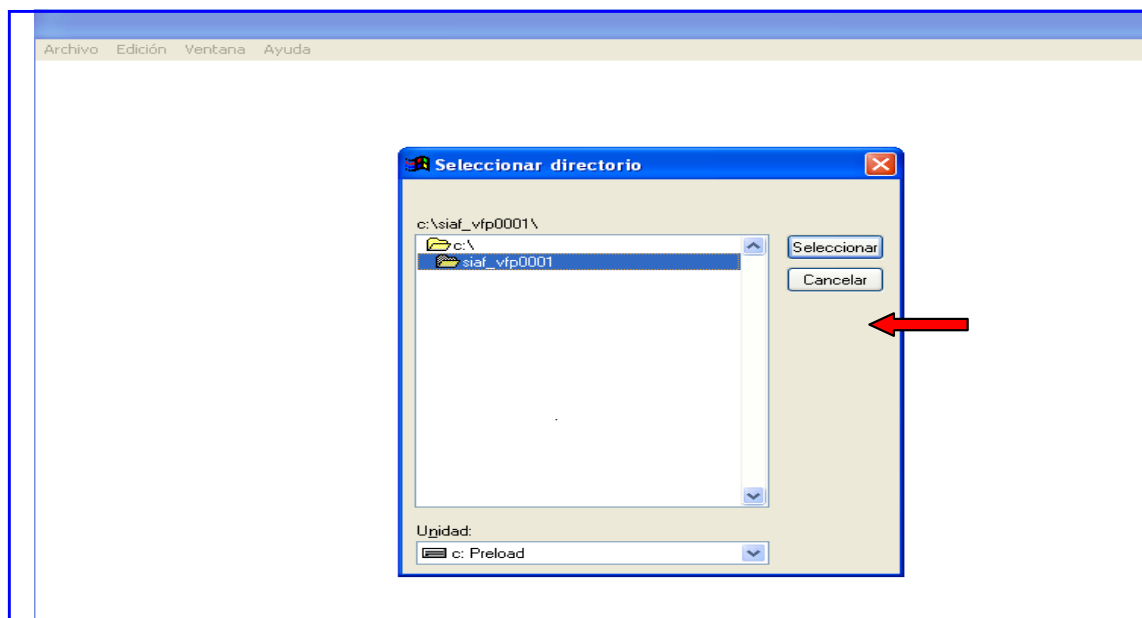 Archivo Edición Ventana Ayuda
Seleccionar directorio
c:\siaf_vfp0001\
c:\
siaf_vfp0001
Seleccionar
Cancelar
Unidad:
c: Preload